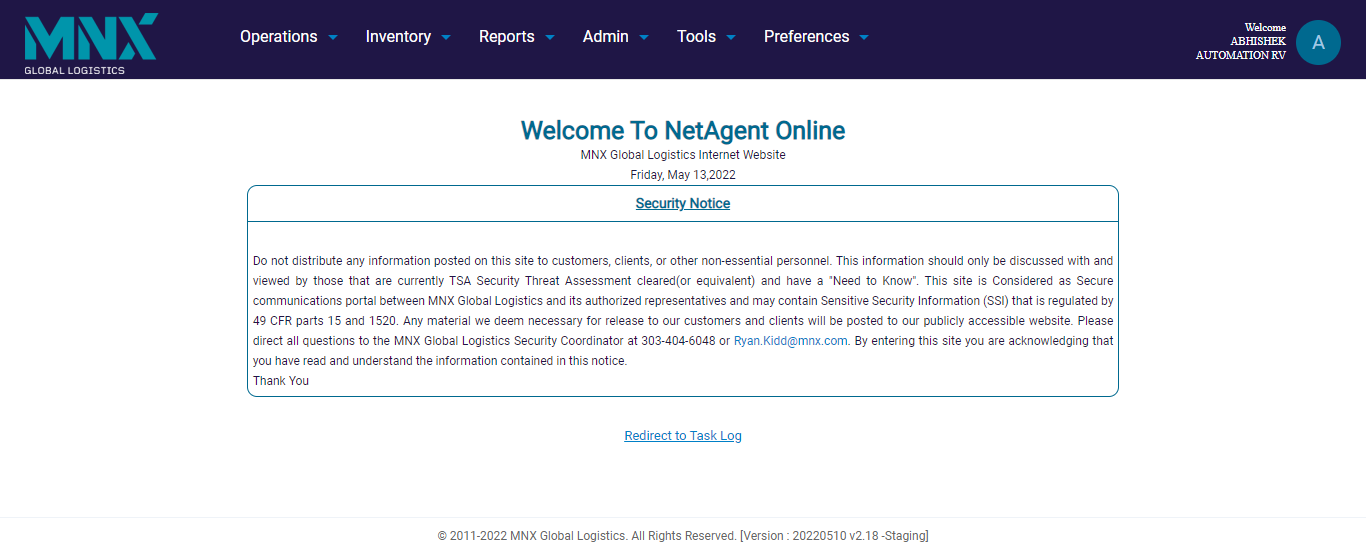 MNX
GLOBAL LOGISTICS
Operations Inventory Reports Admin Tools Preferences
Welcome
ABHISHEK
AUTOMATION RV
A
Welcome To NetAgent Online
MNX Global Logistics Internet Website
Friday, May 13,2022
Security Notice
Do not distribute any information posted on this site to customers, clients, or other non-essential personnel. This information should only be discussed with and
viewed by those that are currently TSA Security Threat Assessment cleared(or equivalent) and have a "Need to Know". This site is Considered as Secure
communications portal between MNX Global Logistics and its authorized representatives and may contain Sensitive Security Information (SSI) that is regulated by
49 CFR parts 15 and 1520. Any material we deem necessary for release to our customers and clients will be posted to our publicly accessible website. Please
direct all questions to the MNX Global Logistics Security Coordinator at 303-404-6048 or Ryan.Kidd@mnx.com. By entering this site you are acknowledging that
you have read and understand the information contained in this notice.
Thank You
Redirect to Task Log
© 2011-2022 MNX Global Logistics. All Rights Reserved. [Version : 20220510 v2.18 -Staging]